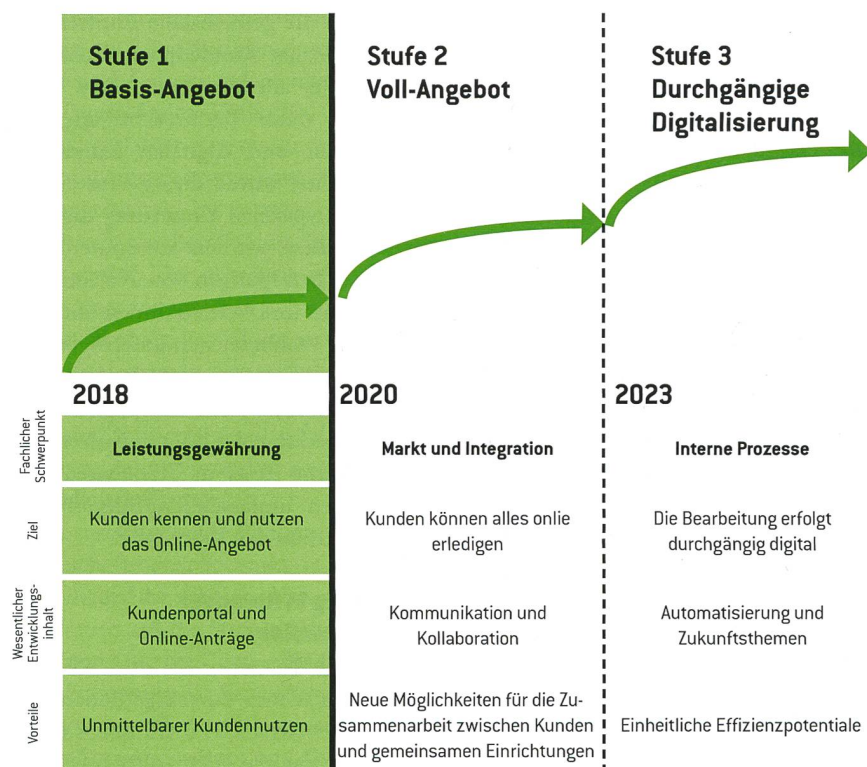 Stufe 1
Basis-Angebot
Stufe 2
Voll-Angebot
Stufe 3
Durchgängige
Digitalisierung
2018
2020
2023
Fachlicher
Schwerpunkt
Leistungsgewährung
Markt und Integration
Interne Prozesse
Ziel
Kunden kennen und nutzen
das Online-Angebot
Kunden können alles onlie
erledigen
Die Bearbeitung erfolgt
durchgängig digital
Wesentlicher
Entwicklungs-
inhalt
Kundenportal und
Online-Anträge
Kommunikation und
Kollaboration
Automatisierung und
Zukunftsthemen
Vorteile
Unmittelbarer Kundennutzen
Neue Möglichkeiten für die Zu-
sammenarbeit zwischen Kunden
und gemeinsamen Einrichtungen
Einheitliche Effizienzpotentiale